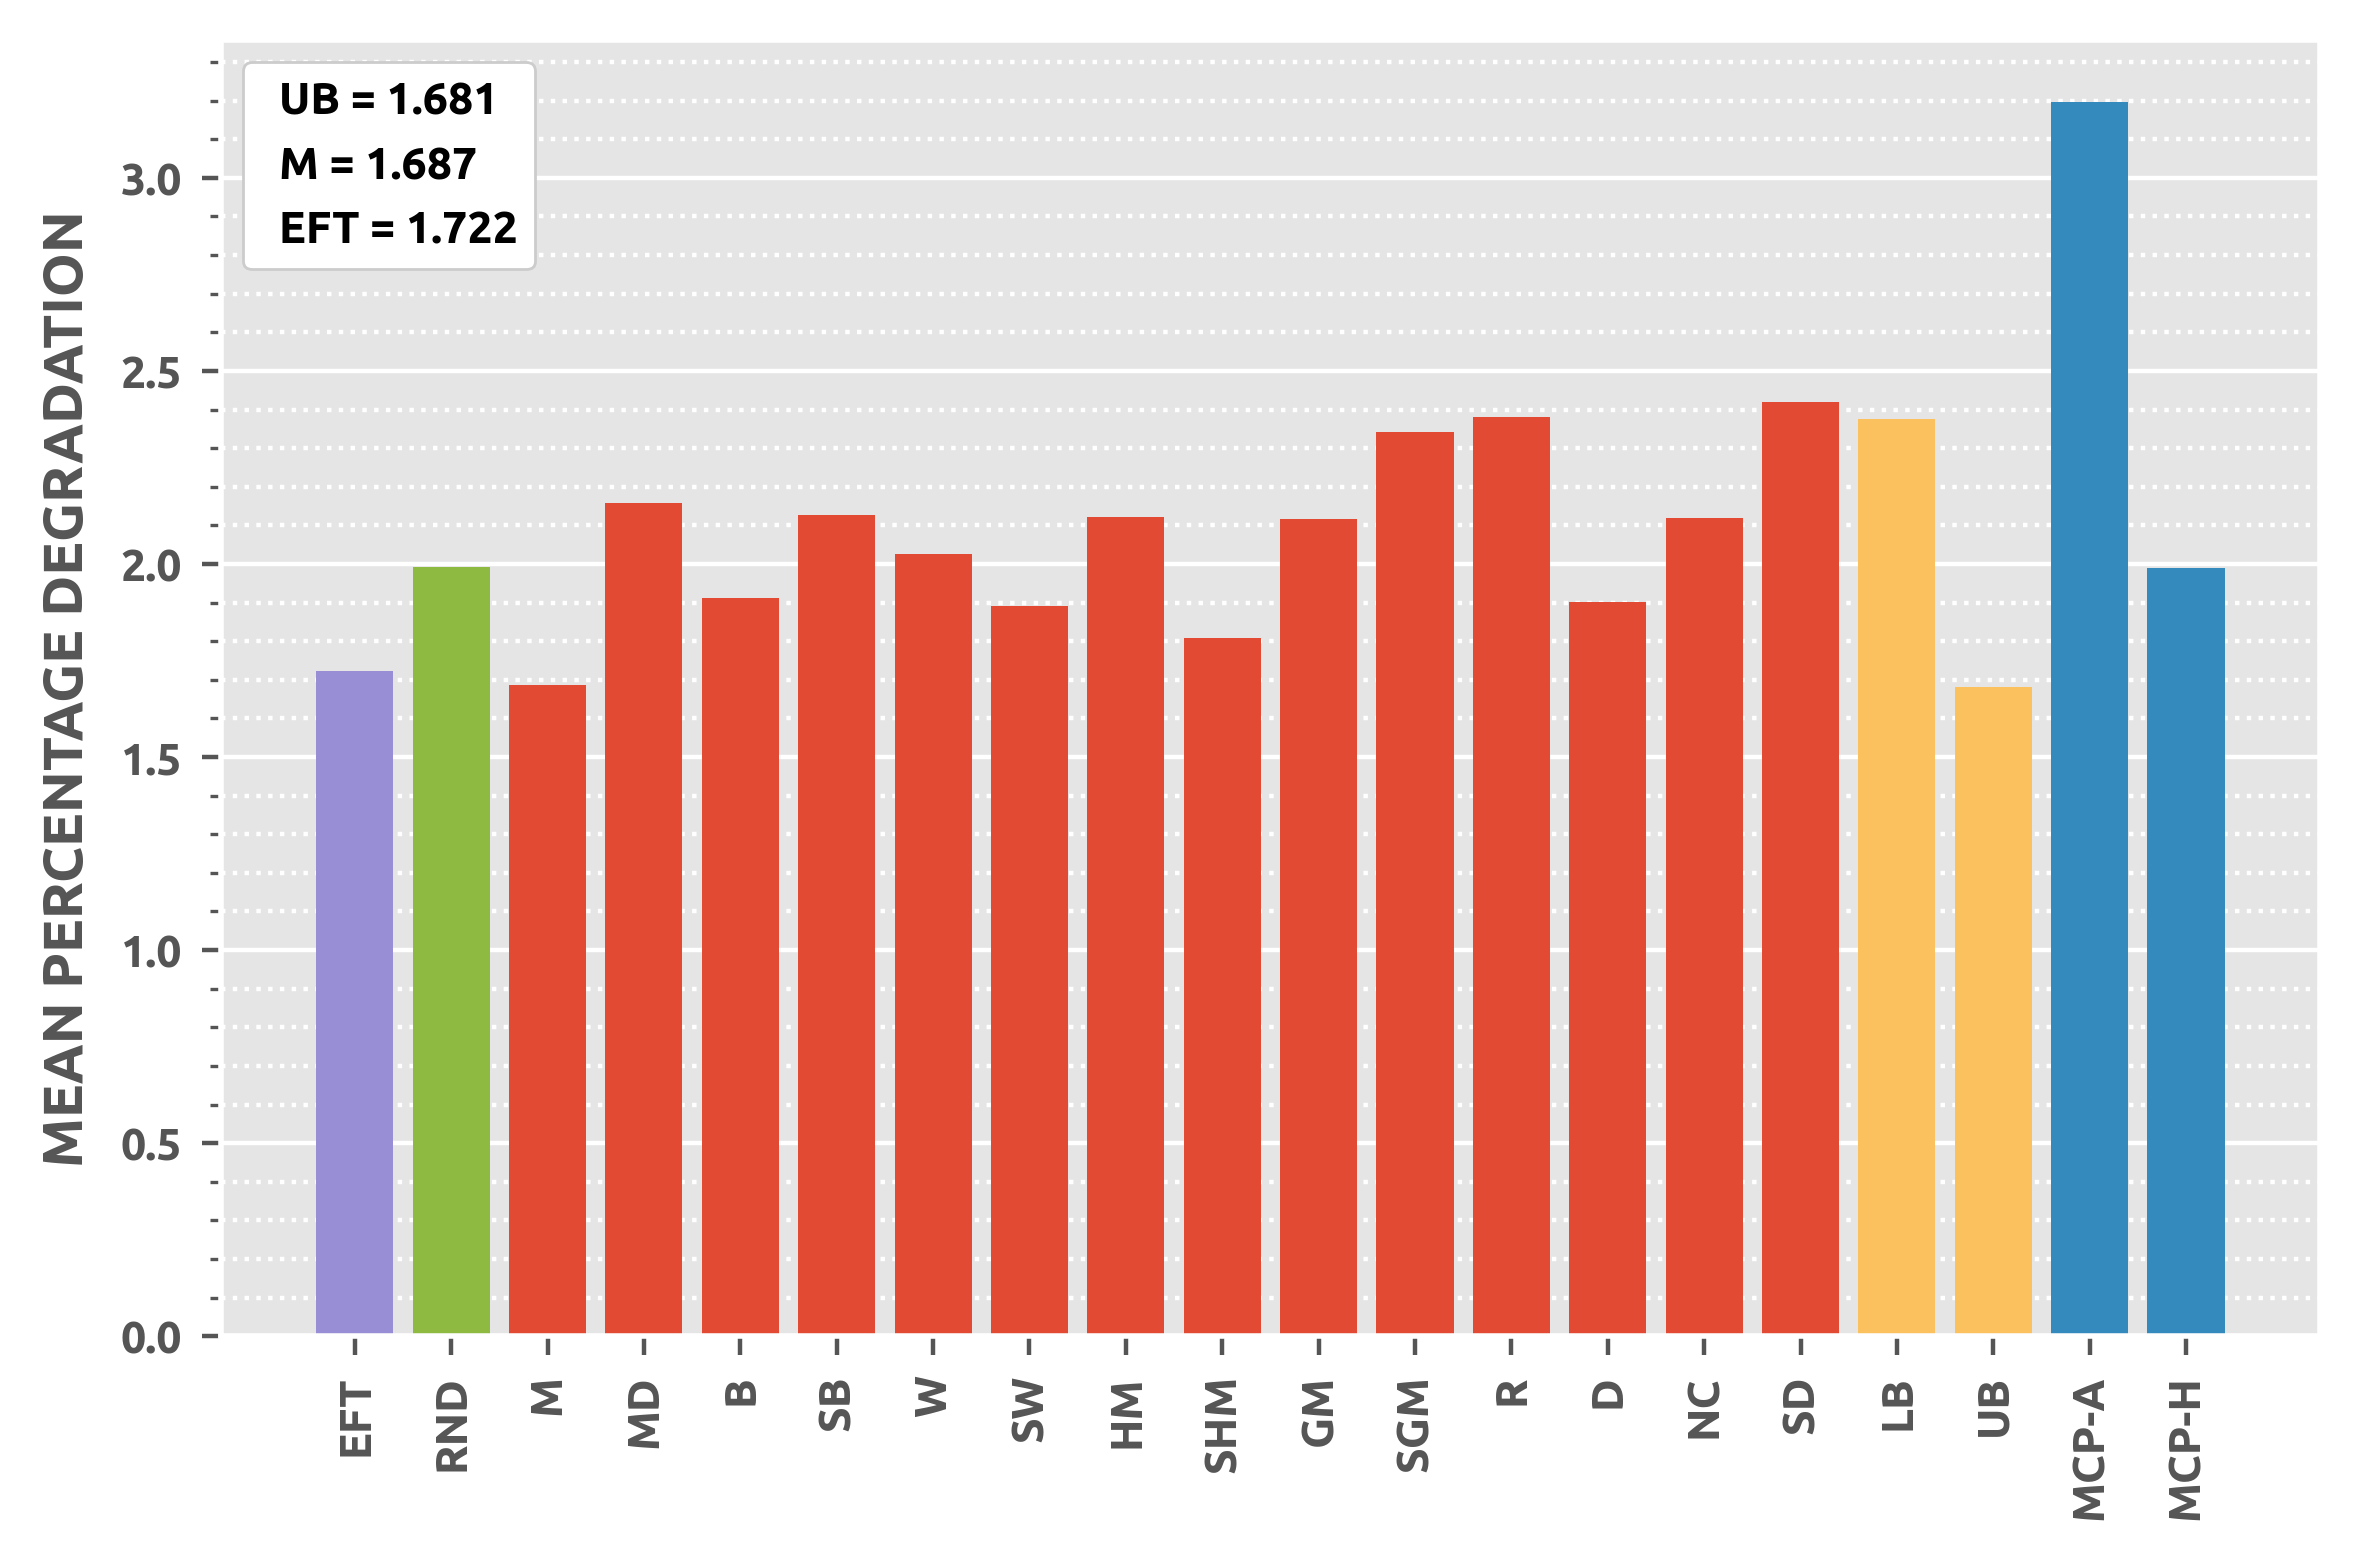 UB = 1.681
M = 1.687
EFT = 1.722
MEAN PERCENTAGE DEGRADATION
3.0
2.5
2.0
1.5
1.0
0.5
0.0
EFT
RND
M
MD
B
SB
W
SW
HM
SHM
GM
SGM
R
D
NC
SD
LB
UB
MCP-A
MCP-H